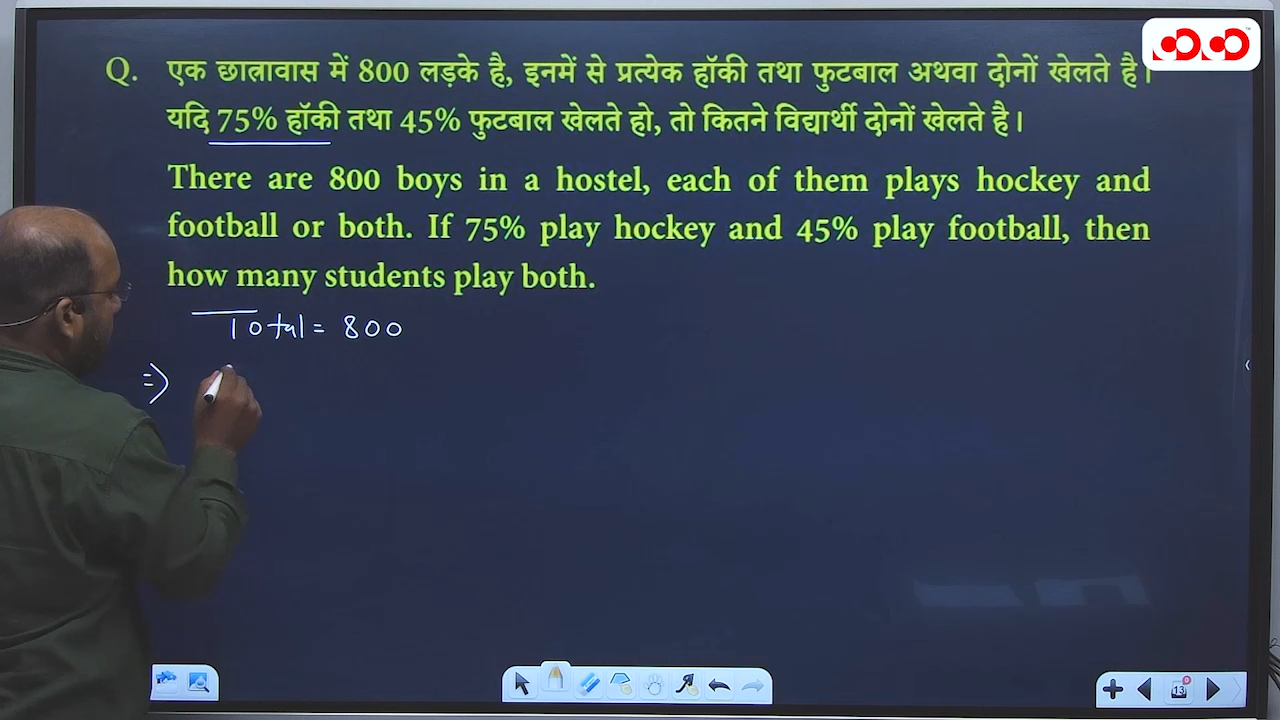 Q. एक छात्रावास में 800 लड़के है, इनमें से प्रत्येक हॉकी तथा फुटबाल अथवा दोनों खेलते है।
यदि 75% हॉकी तथा 45% फुटबाल खेलते हो, तो कितने विद्यार्थी दोनों खेलते है।
There are 800 boys in a hostel, each of them plays hockey and
football or both. If 75% play hockey and 45% play football, then
how many students play both.
Total = 800
⇒
13